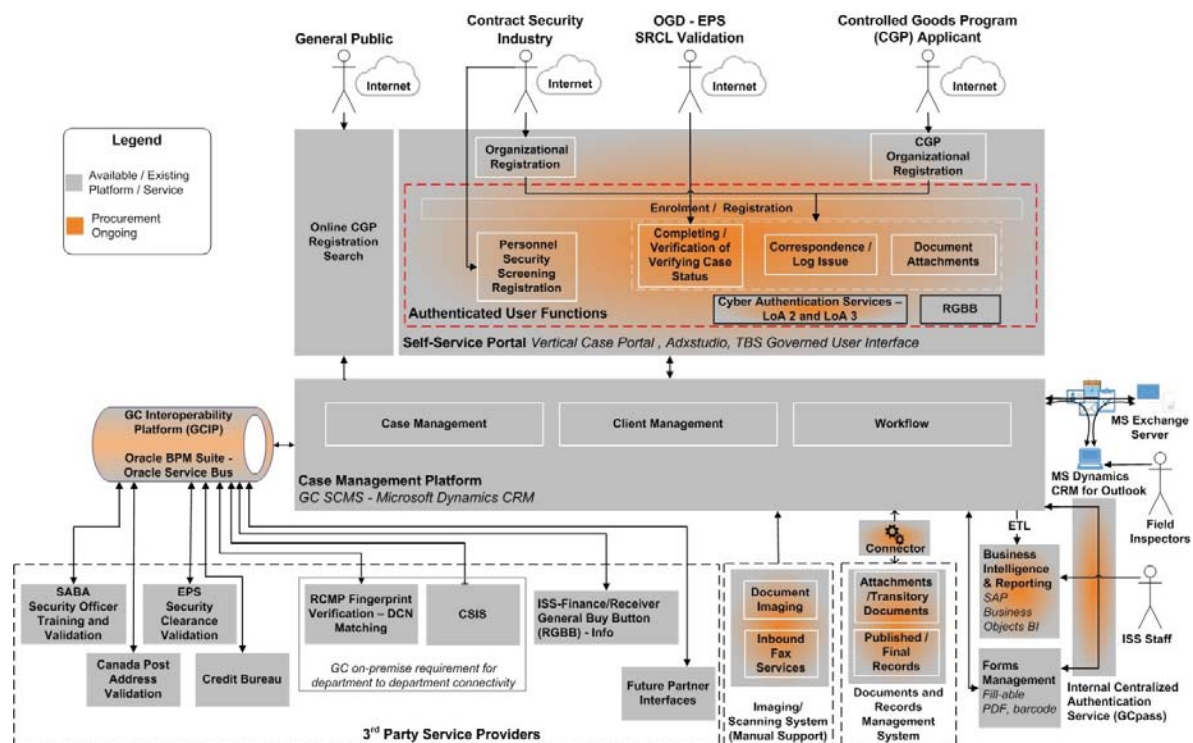 General Public
Contract Security
Industry
OGD - EPS
SRCL Validation
Controlled Goods Program
(CGP) Applicant
Internet
Internet
Internet
Internet
Legend
Available / Existing
Platform / Service
Procurement
Ongoing
Online CGP
Registration
Search
Organizational
Registration
CGP
Organizational
Registration
Enrolment / Registration
Personnel
Security
Screening
Registration
Completing /
Verification of
Verifying Case
Status
Correspondence /
Log Issue
Document
Attachments
Cyber Authentication Services –
LoA 2 and LoA 3
RGBB
Authenticated User Functions
Self-Service Portal Vertical Case Portal , Adxstudio, TBS Governed User Interface
GC Interoperability
Platform (GCIP)
Oracle BPM Suite -
Oracle Service Bus
Case Management
Client Management
Workflow
Case Management Platform
GC SCMS - Microsoft Dynamics CRM
MS Exchange
Server
MS Dynamics
CRM for Outlook
Field
Inspectors
ETL
Connector
SABA
Security Officer
Training and
Validation
EPS
Security
Clearance
Validation
Canada Post
Address
Validation
Credit Bureau
RCMP Fingerprint
Verification – DCN
Matching
CSIS
GC on-premise requirement for
department to department connectivity
ISS-Finance/Receiver
General Buy Button
(RGBB) - Info
Future Partner
Interfaces
3rd Party Service Providers
Document
Imaging
Inbound
Fax
Services
Imaging/
Scanning System
(Manual Support)
Attachments
/Transitory
Documents
Published /
Final
Records
Documents and
Records Management
System
Business
Intelligence
& Reporting
SAP
Business
Objects BI
ISS Staff
Forms
Management
Fill-able
PDF, barcode
Internal Centralized
Authentication
Service (GCpass)